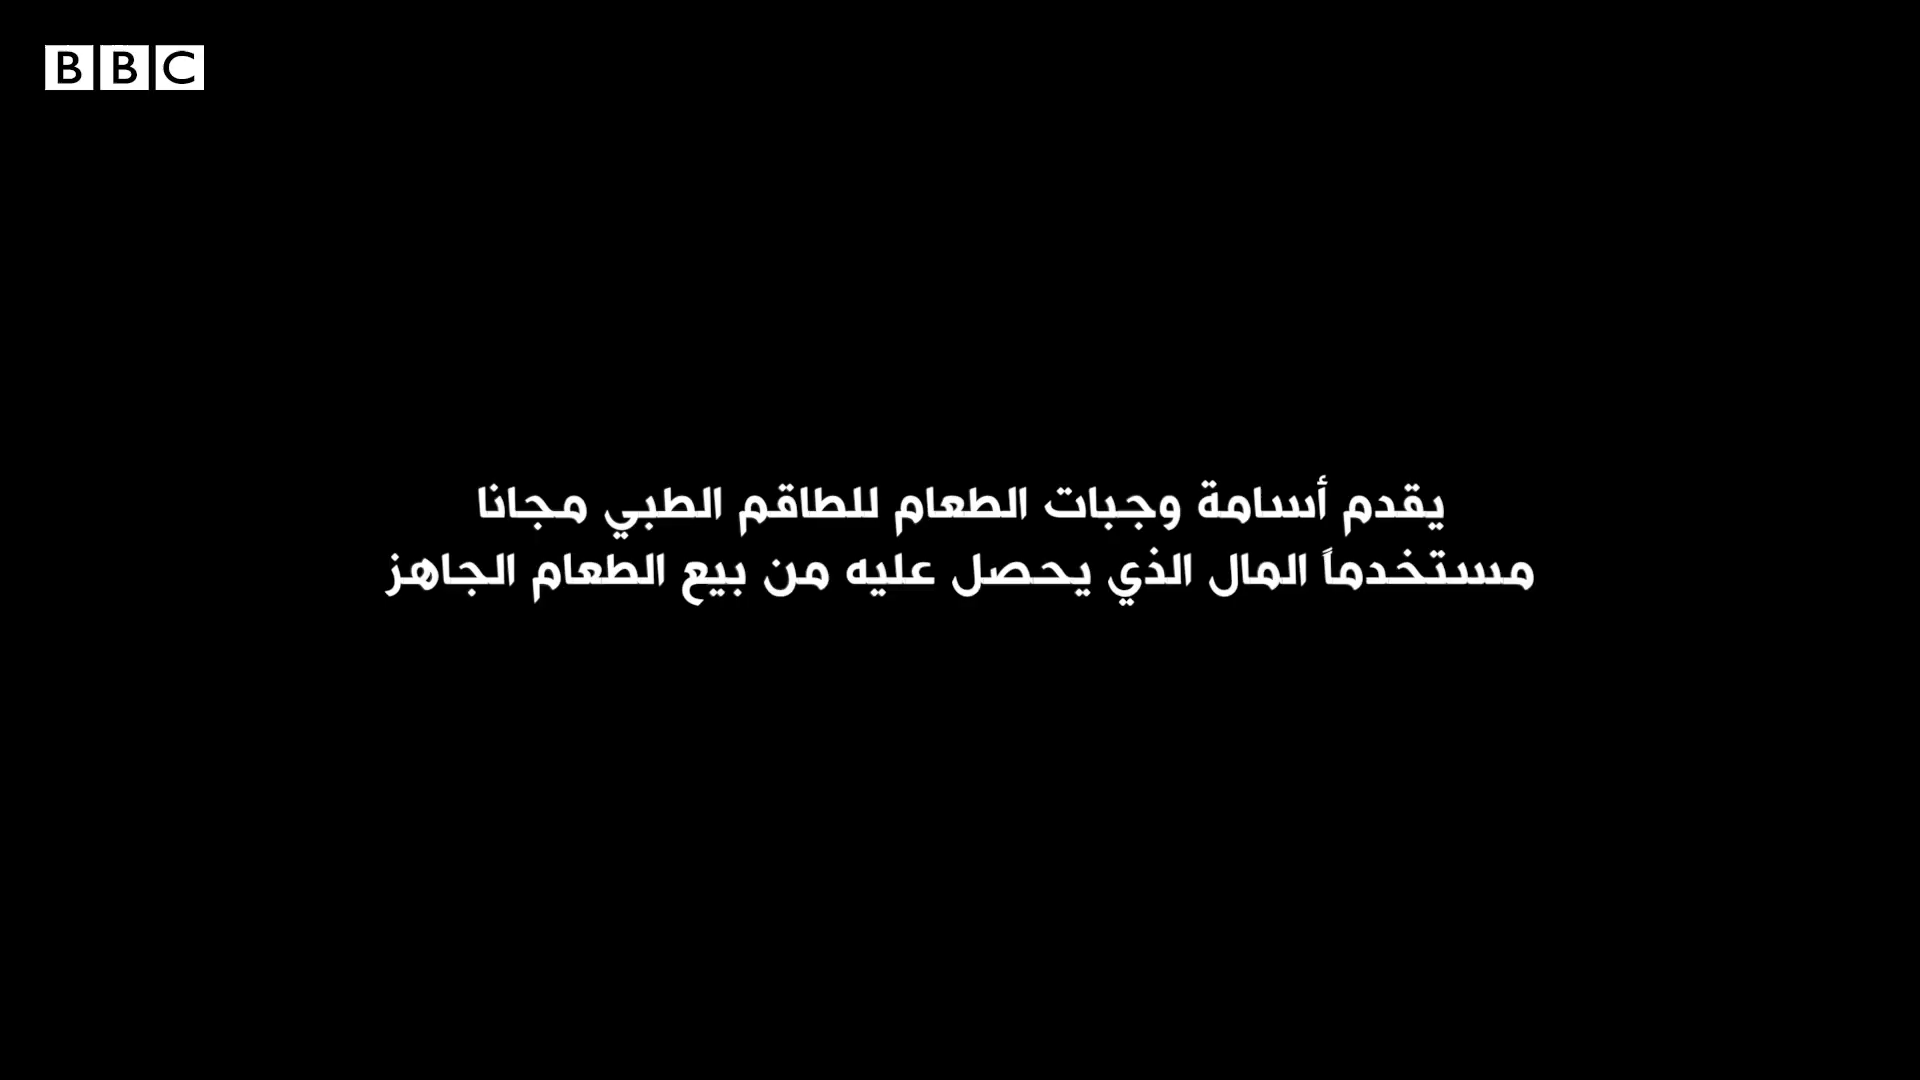 BBC
يقدم أسامة وجبات الطعام للطاقم الطبي مجانا
مستخدماً المال الذي يحصل عليه من بيع الطعام الجاهز